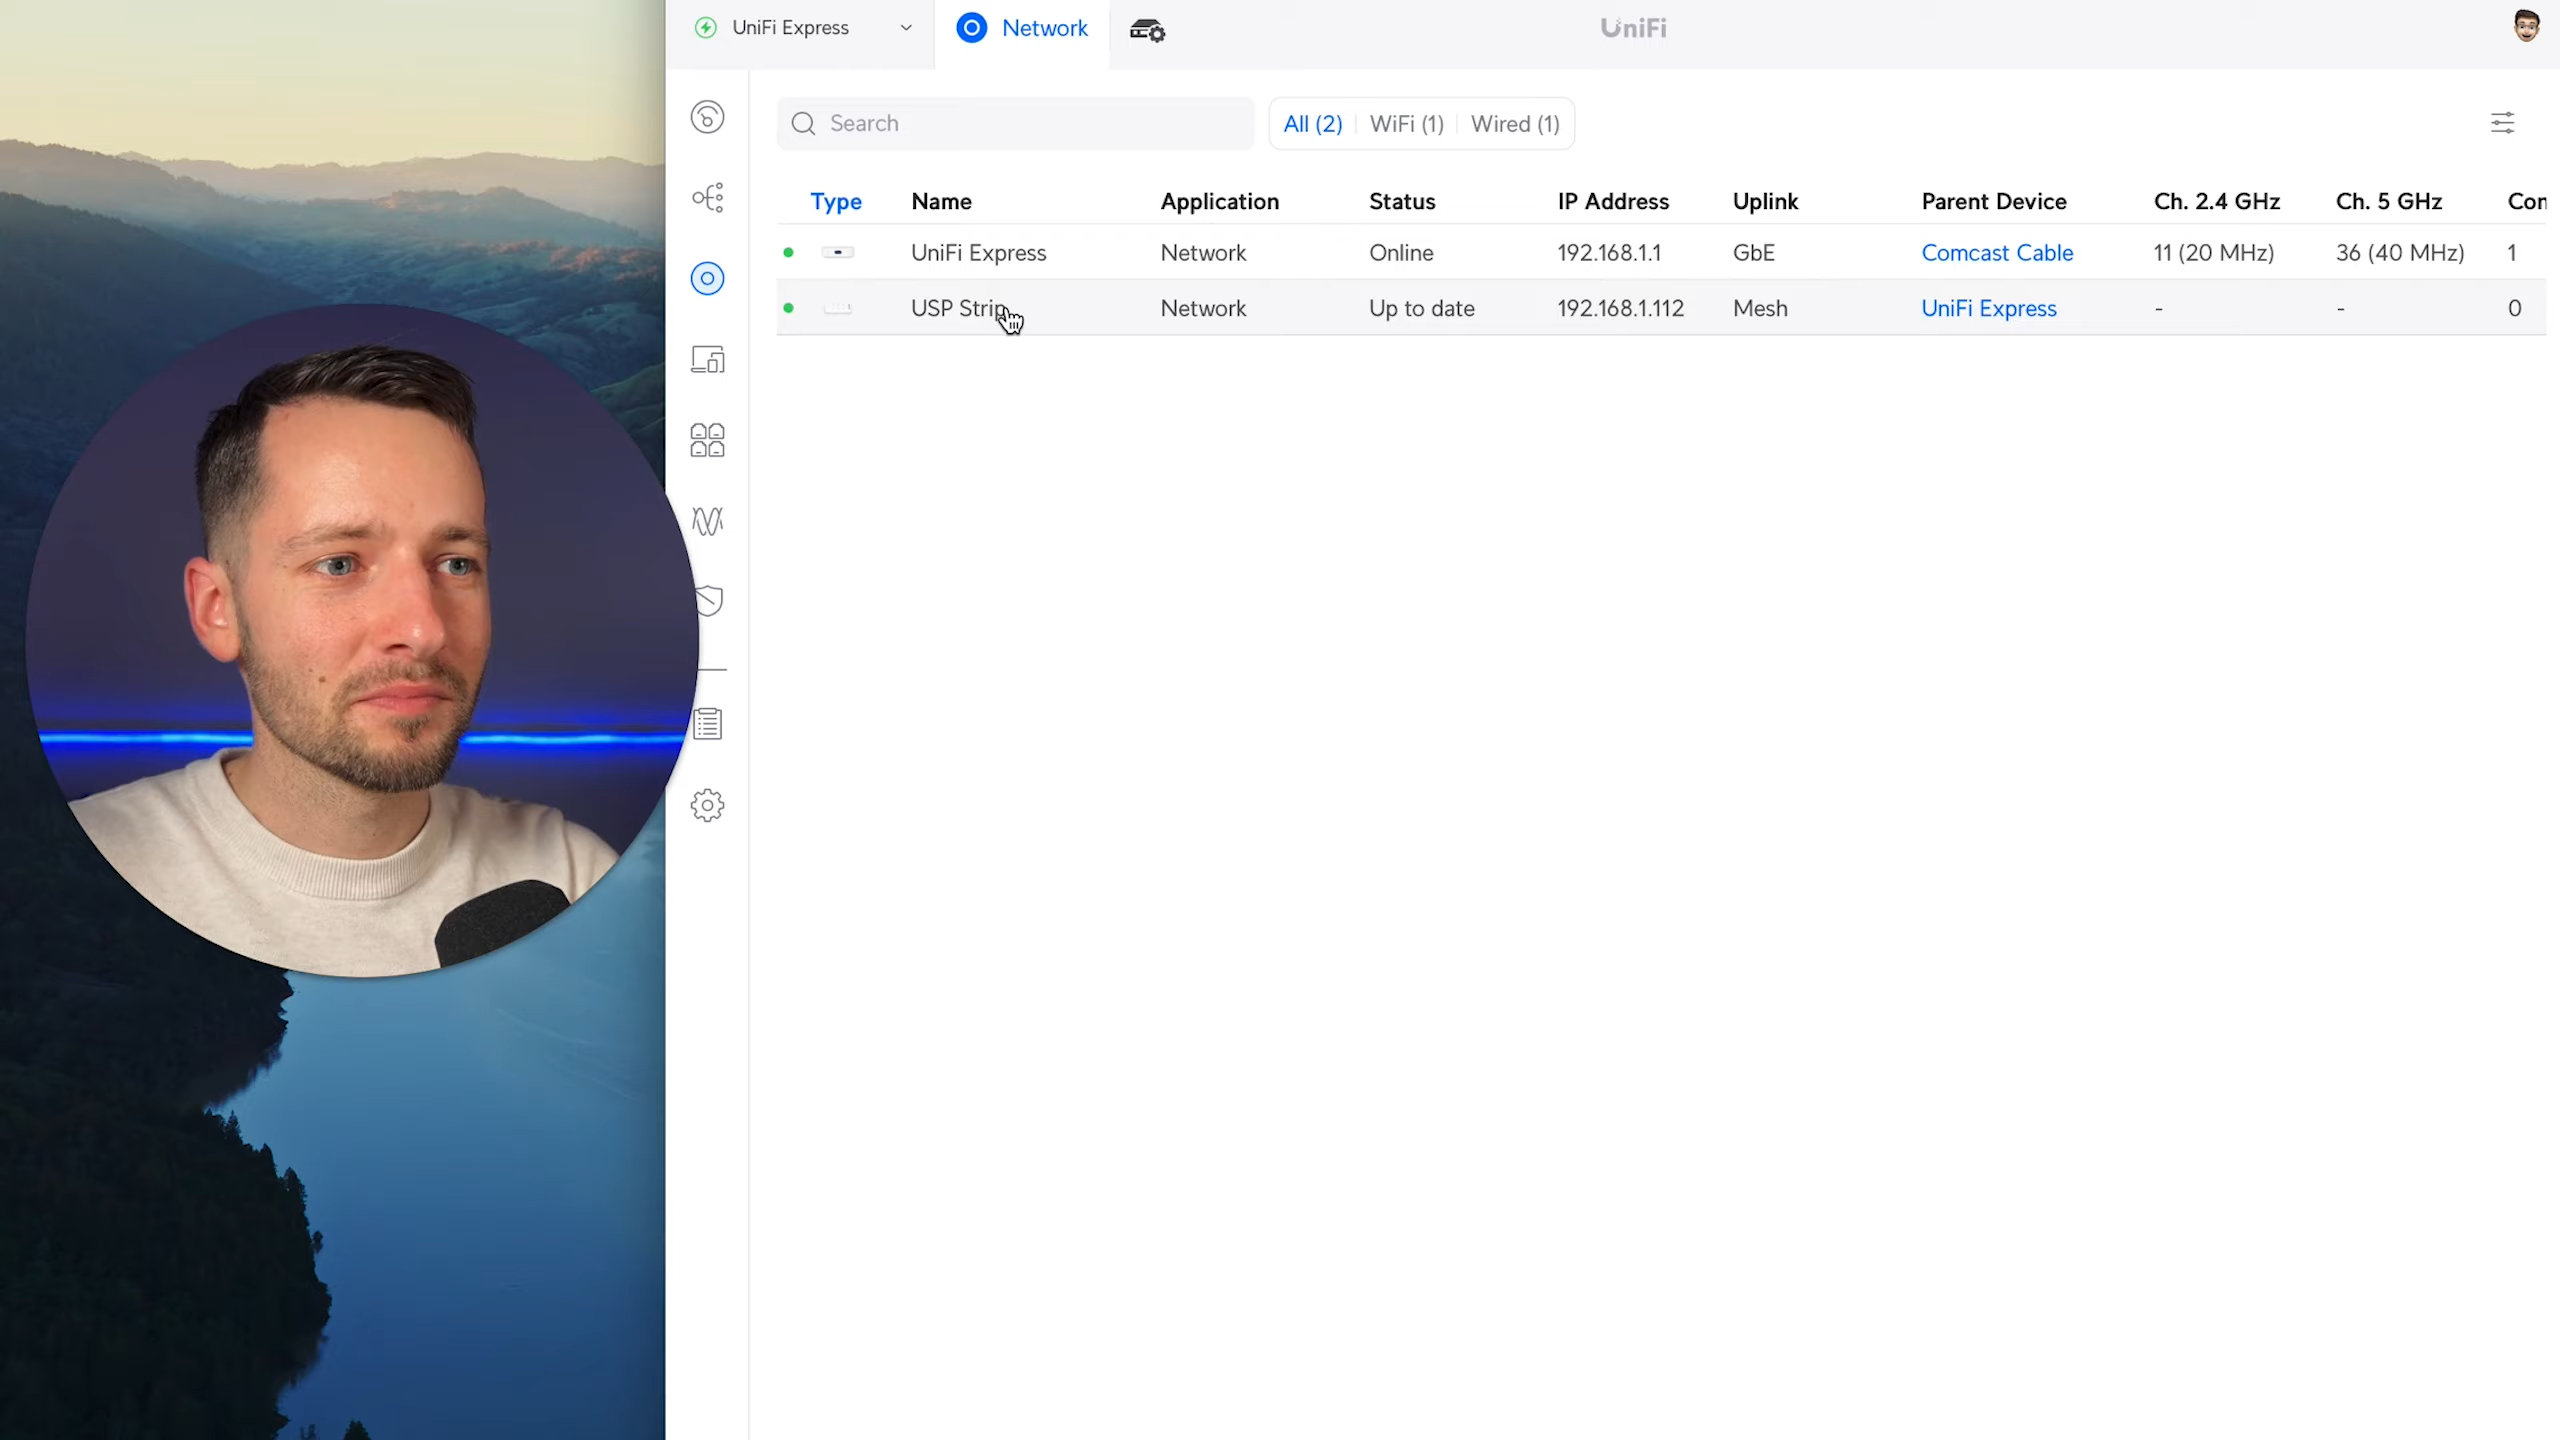 UniFi Express
Network
UniFi
Search
All (2) WiFi (1) Wired (1)
Type Name Application Status IP Address Uplink Parent Device Ch. 2.4 GHz Ch. 5 GHz Con
UniFi Express Network Online 192.168.1.1 GbE Comcast Cable 11 (20 MHz) 36 (40 MHz) 1
USP Strip Network Up to date 192.168.1.112 Mesh UniFi Express - - 0